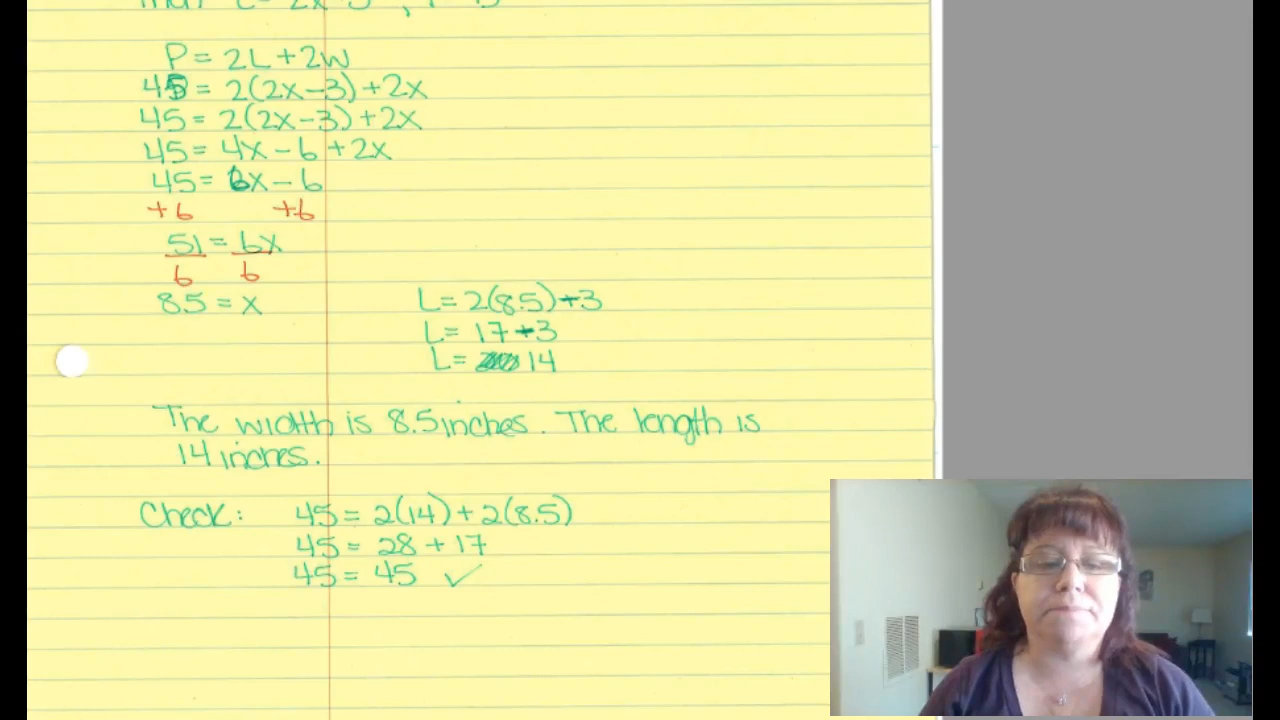 P = 2L + 2W
45 = 2(2x-3) + 2x
45 = 2(2x-3) + 2x
45 = 4x - 6 + 2x
45 = 6x - 6
+6 +6
51 = 6x
6 6
8.5 = x
L = 2(8.5) - 3
L = 17 - 3
L = 14
The width is 8.5 inches. The length is
14 inches.
Check: 45 = 2(14) + 2(8.5)
45 = 28 + 17
45 = 45 ✓